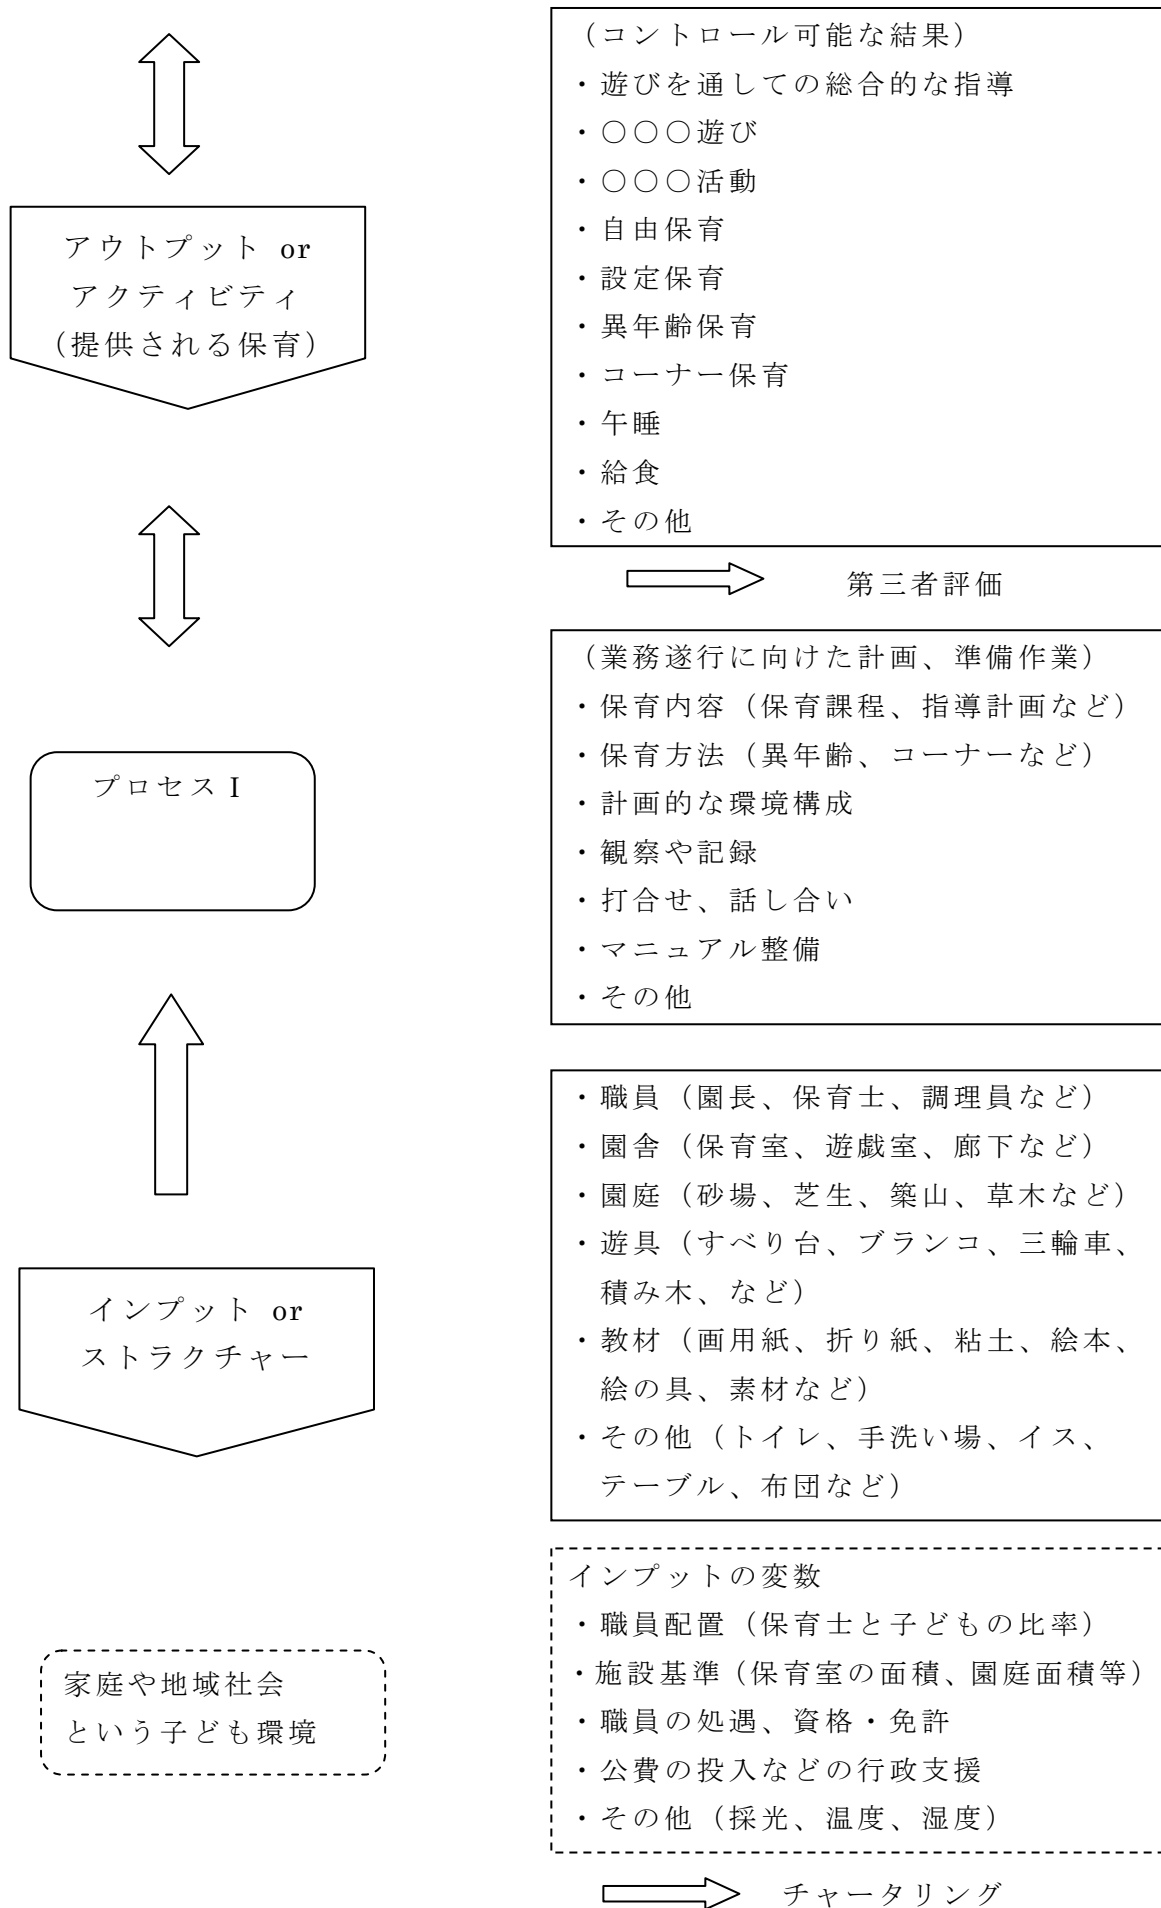 (コントロール可能な結果)
・遊びを通しての総合的な指導
・○○○遊び
・○○○活動
・自由保育
・設定保育
・異年齢保育
・コーナー保育
・午睡
・給食
・その他
アウトプット or
アクティビティ
(提供される保育)
第三者評価
(業務遂行に向けた計画、準備作業)
・保育内容（保育課程、指導計画など）
・保育方法（異年齢、コーナーなど）
・計画的な環境構成
・観察や記録
・打合せ、話し合い
・マニュアル整備
・その他
プロセスⅠ
・職員（園長、保育士、調理員など）
・園舎（保育室、遊戯室、廊下など）
・園庭（砂場、芝生、築山、草木など）
・遊具（すべり台、ブランコ、三輪車、
積み木、など）
・教材（画用紙、折り紙、粘土、絵本、
絵の具、素材など）
・その他（トイレ、手洗い場、イス、
テーブル、布団など）
インプット or
ストラクチャー
インプットの変数
・職員配置（保育士と子どもの比率）
・施設基準（保育室の面積、園庭面積等）
・職員の処遇、資格・免許
・公費の投入などの行政支援
・その他（採光、温度、湿度）
家庭や地域社会
という子ども環境
チャータリング